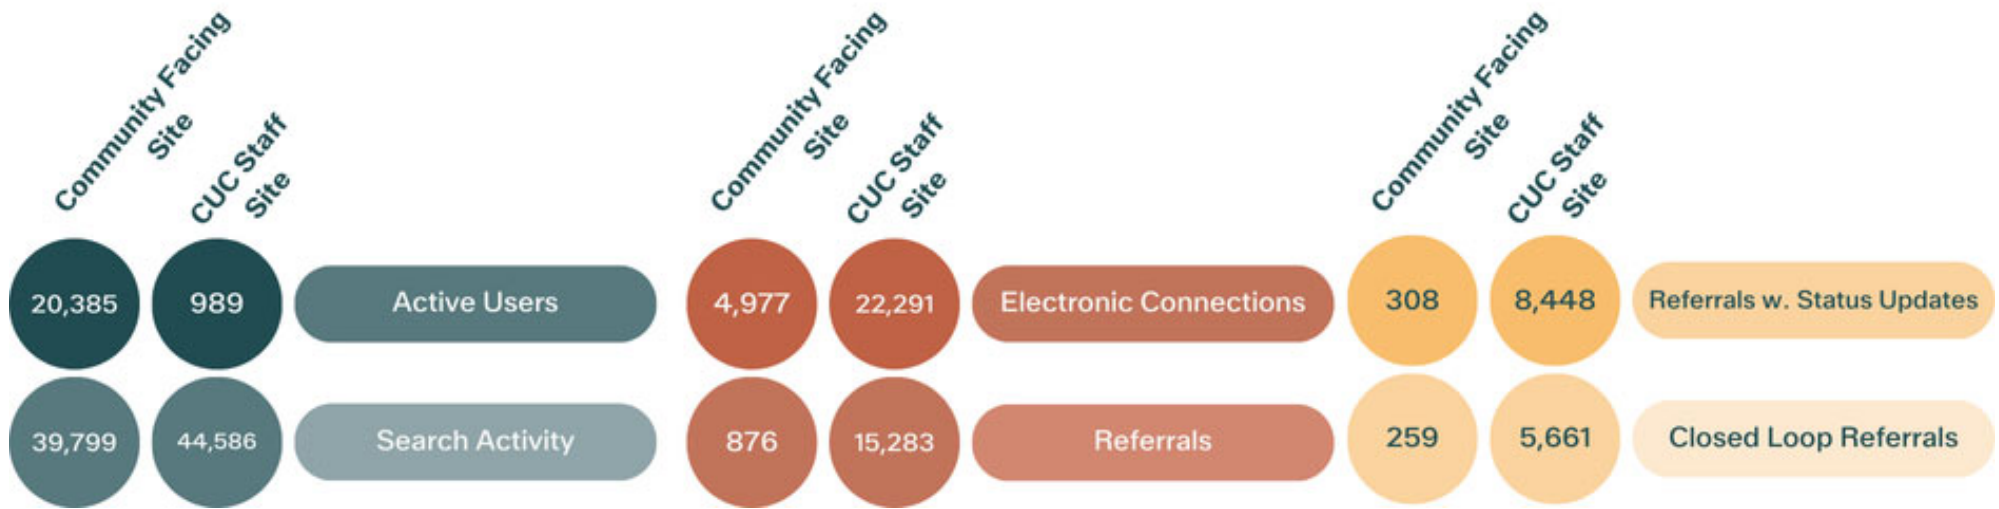 Community Facing
Site
CUC Staff
Site
20,385
989
Active Users
39,799
44,586
Search Activity
Community Facing
Site
CUC Staff
Site
4,977
22,291
Electronic Connections
876
15,283
Referrals
Community Facing
Site
CUC Staff
Site
308
8,448
Referrals w. Status Updates
259
5,661
Closed Loop Referrals